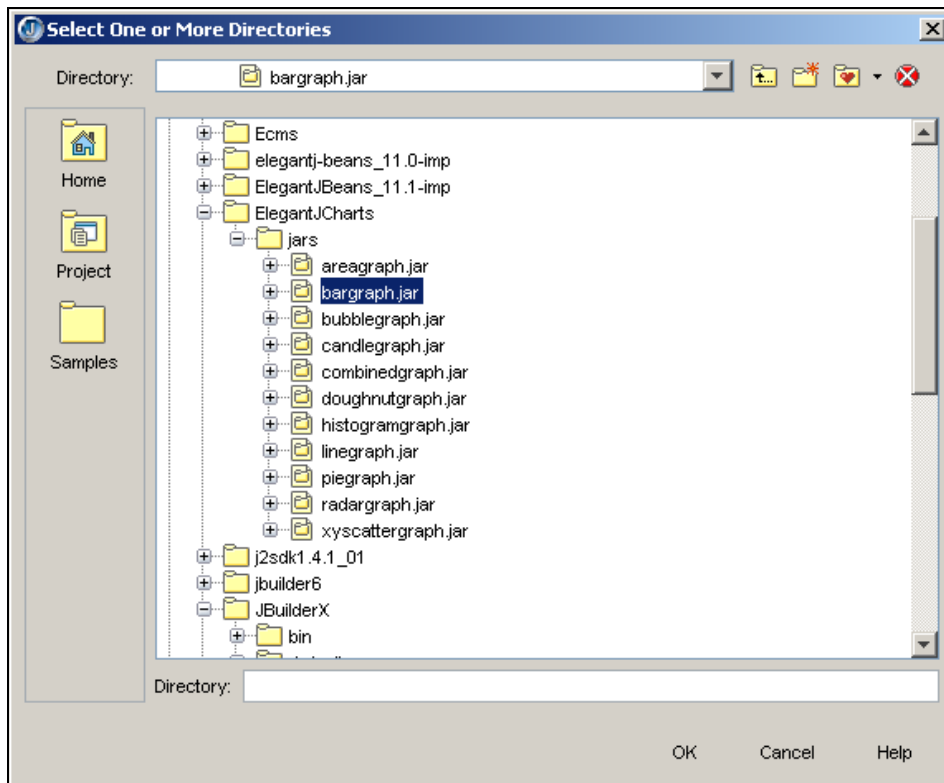 Select One or More Directories
Directory:
bargraph.jar
Home
Project
Samples
Ecms
elegantj-beans_11.0-imp
ElegantJBeans_11.1-imp
ElegantJCharts
jars
areagraph.jar
bargraph.jar
bubblegraph.jar
candlegraph.jar
combinedgraph.jar
doughnutgraph.jar
histogramgraph.jar
linegraph.jar
piegraph.jar
radargraph.jar
xyscattergraph.jar
j2sdk1.4.1_01
jbuilder6
JBuilderX
bin
Directory:
OK Cancel Help